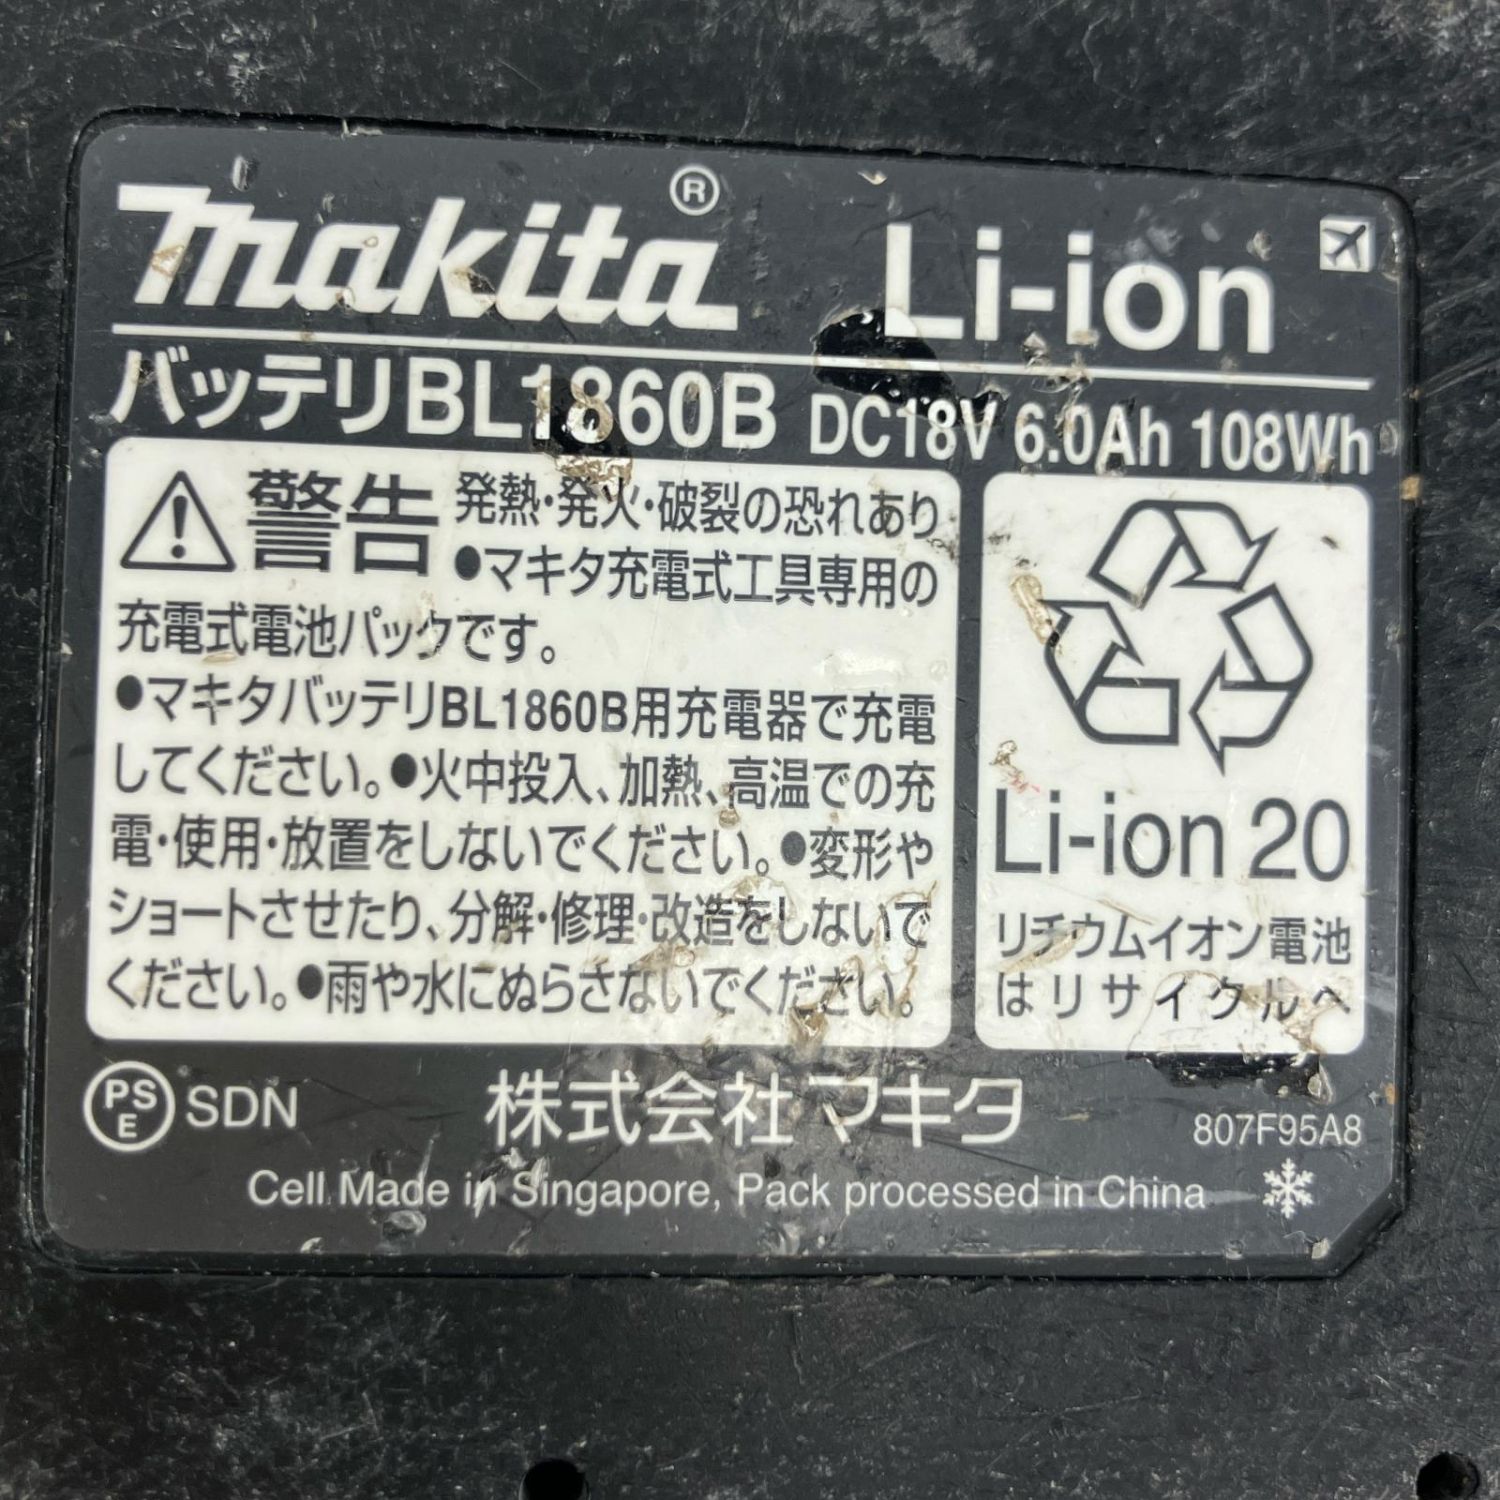 makita® Li-ion
バッテリBL1860B DC18V 6.0Ah 108Wh
警告 発熱・発火・破裂の恐れあり
●マキタ充電式工具専用の
充電式電池パックです。
●マキタバッテリBL1860B用充電器で充電
してください。●火中投入、加熱、高温での充
電・使用・放置をしないでください。●変形や
ショートさせたり、分解・修理・改造をしないで
ください。●雨や水にぬらさないでください。
Li-ion 20
リチウムイオン電池
はリサイクルへ
PS
E
SDN 株式会社マキタ 807F95A8
Cell Made in Singapore, Pack processed in China